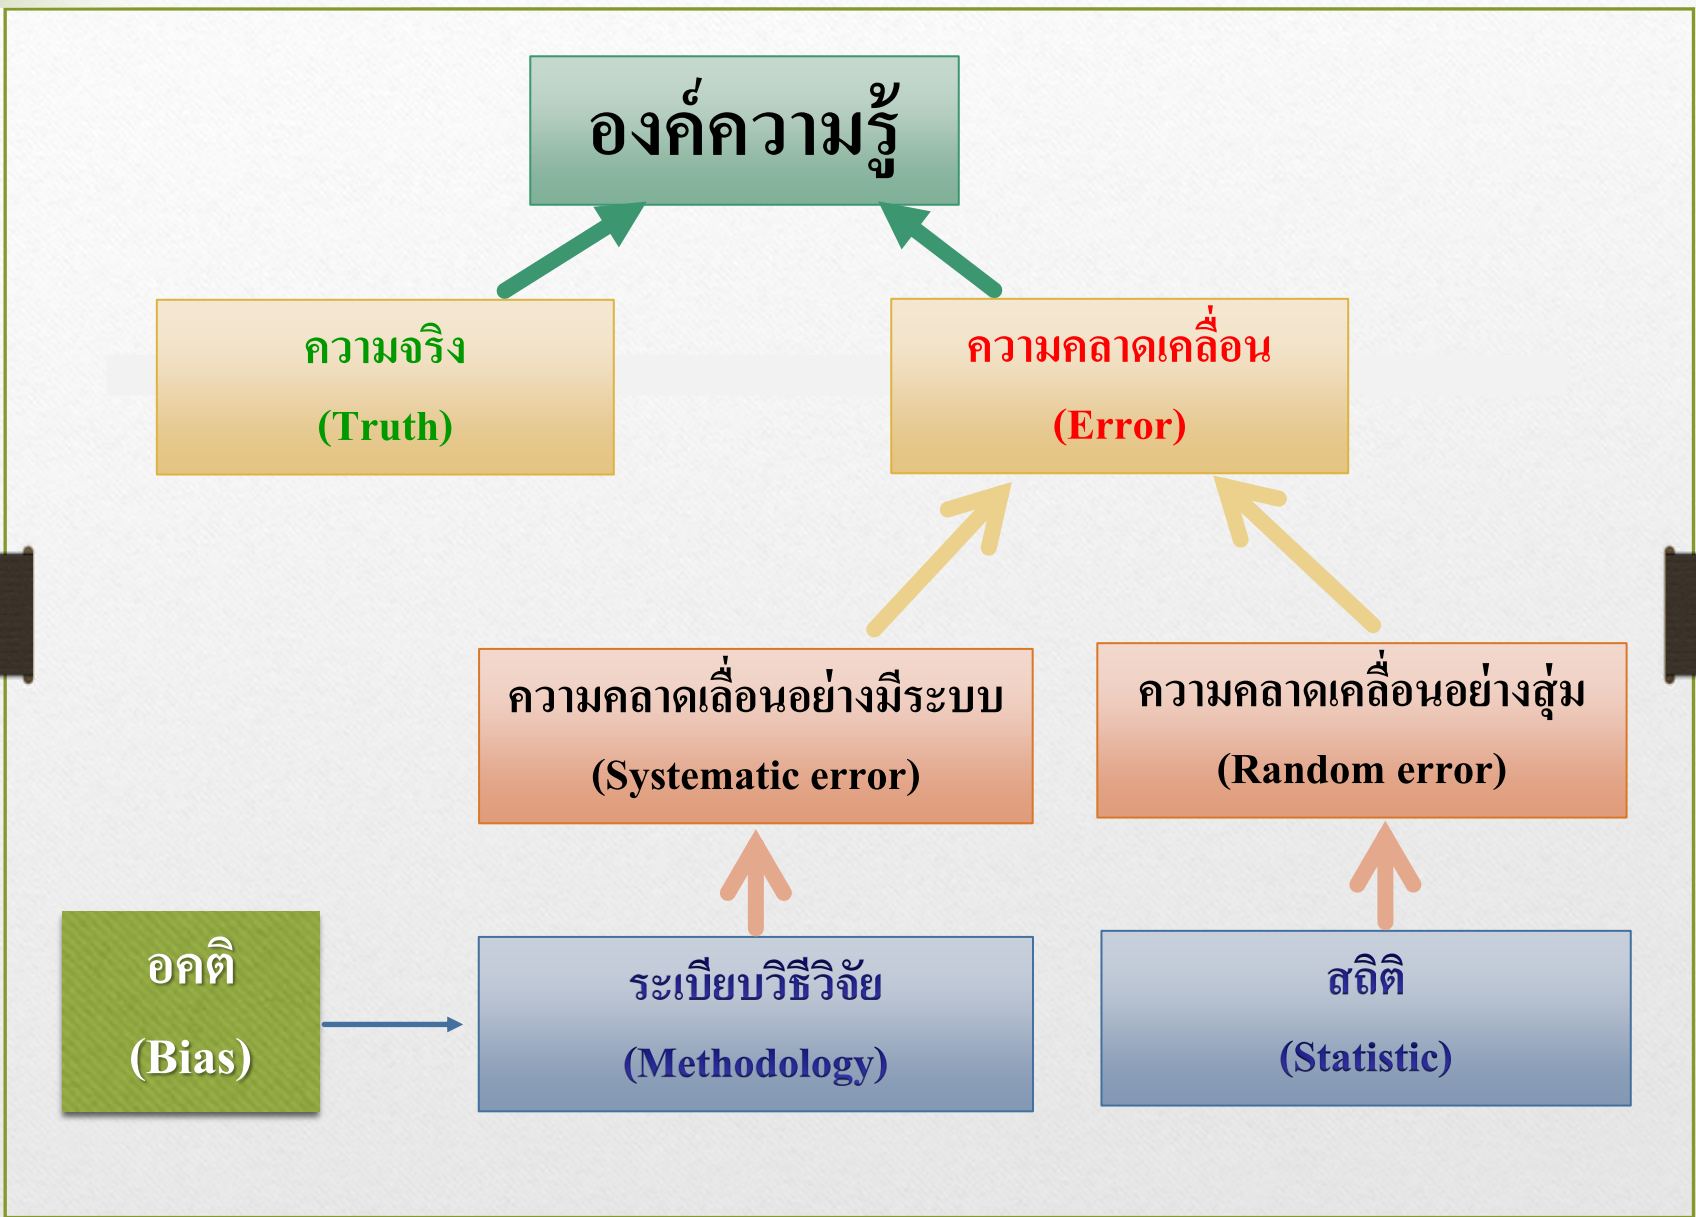 องค์ความรู้
ความจริง
(Truth)
ความคลาดเคลื่อน
(Error)
ความคลาดเลื่อนอย่างมีระบบ
(Systematic error)
ความคลาดเคลื่อนอย่างสุ่ม
(Random error)
อคติ
(Bias)
ระเบียบวิธีวิจัย
(Methodology)
สถิติ
(Statistic)